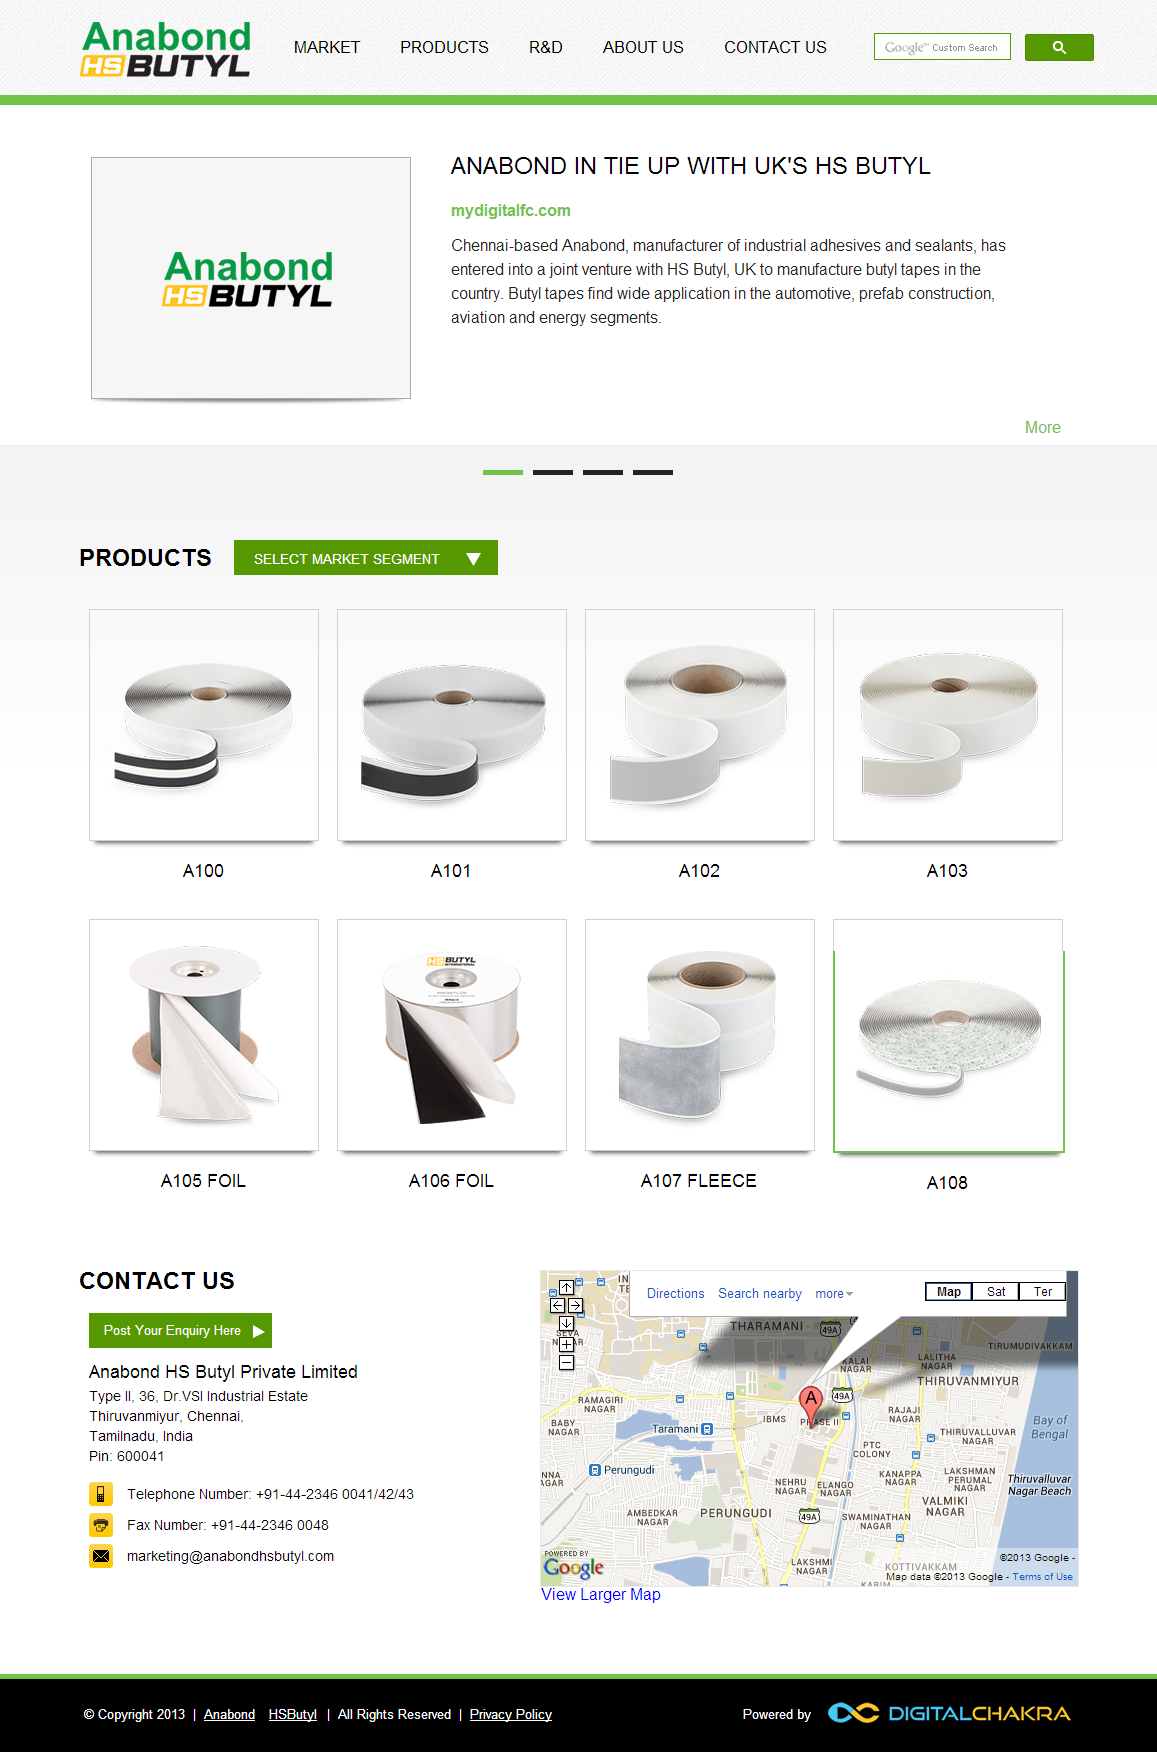 Anabond
HS BUTYL
MARKET PRODUCTS R&D ABOUT US CONTACT US
Google™ Custom Search
Anabond
HS BUTYL
ANABOND IN TIE UP WITH UK'S HS BUTYL
mydigitalfc.com
Chennai-based Anabond, manufacturer of industrial adhesives and sealants, has
entered into a joint venture with HS Butyl, UK to manufacture butyl tapes in the
country. Butyl tapes find wide application in the automotive, prefab construction,
aviation and energy segments.
More
PRODUCTS SELECT MARKET SEGMENT
A100 A101 A102 A103
HS BUTYL
INTERNATIONAL
A105 FOIL A106 FOIL A107 FLEECE A108
CONTACT US
Post Your Enquiry Here
Anabond HS Butyl Private Limited
Type II, 36, Dr.VSI Industrial Estate
Thiruvanmiyur, Chennai,
Tamilnadu, India
Pin: 600041
Telephone Number: +91-44-2346 0041/42/43
Fax Number: +91-44-2346 0048
marketing@anabondhsbutyl.com
Directions Search nearby more
Map Sat Ter
THARAMANI
49A
TIRUMUDIVAKKAM
KALAI
NAGAR
LALITHA
NAGAR
THIRUVANMIYUR
A
49A
RAMAGIRI
NAGAR
BABY
NAGAR
Taramani
IBMS
PHASE II
RAJAJI
NAGAR
Bay of
Bengal
PTC
COLONY
THIRUVALLUVAR
NAGAR
Perungudi
NNA
AGAR
NEHRU
NAGAR
ELANGO
NAGAR
KANAPPA
NAGAR
LAKSHMAN
PERUMAL
NAGAR
Thiruvalluvar
Nagar Beach
AMBEDKAR
NAGAR
PERUNGUDI
49A
VALMIKI
NAGAR
SWAMINATHAN
NAGAR
LAKSHMI
NAGAR
KOTTIVAKKAM
KARIM
POWERED BY
Google
©2013 Google -
Map data ©2013 Google - Terms of Use
View Larger Map
© Copyright 2013 | Anabond HSButyl | All Rights Reserved | Privacy Policy
Powered by DIGITALCHAKRA